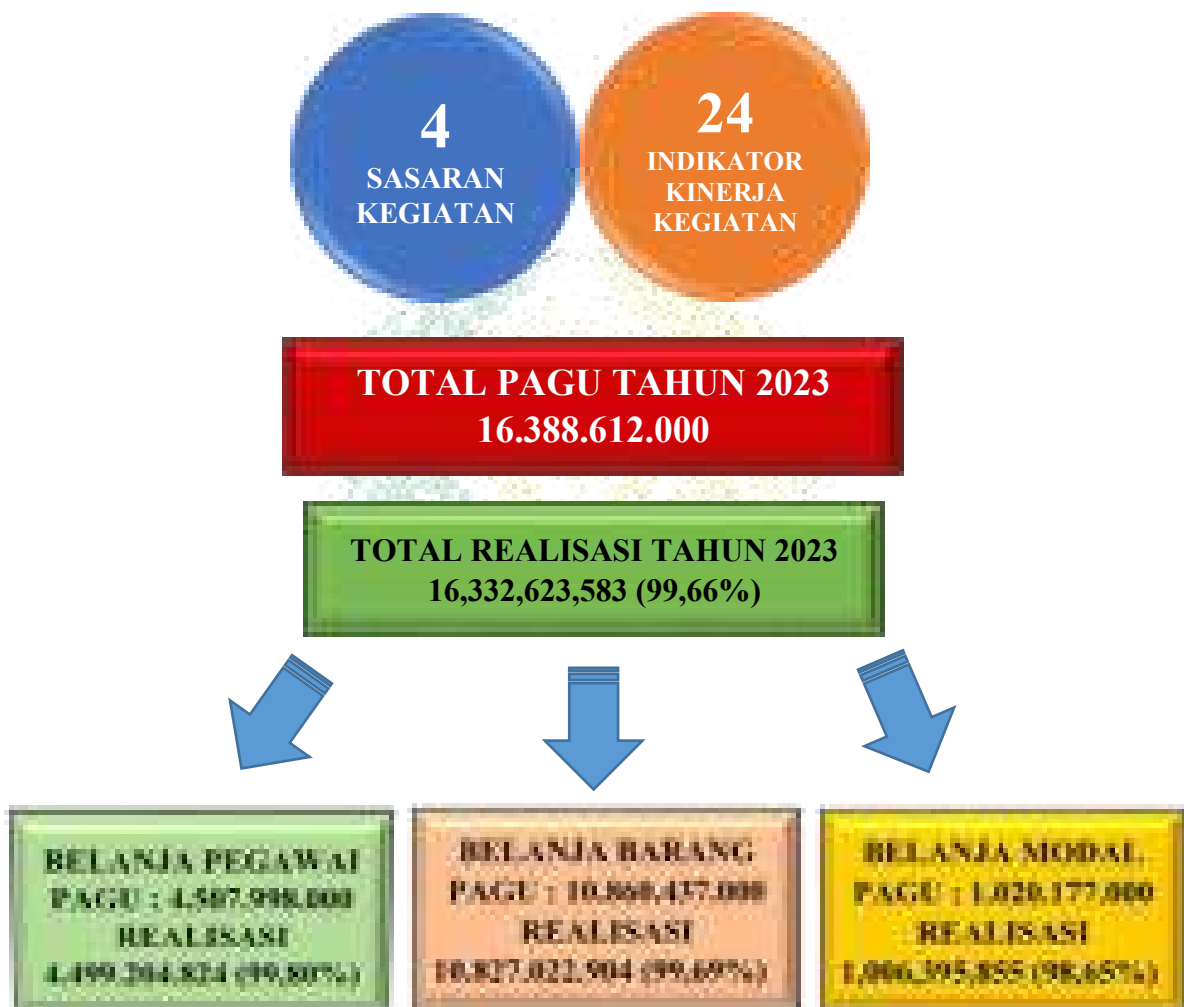 4
SASARAN
KEGIATAN
24
INDIKATOR
KINERJA
KEGIATAN
TOTAL PAGU TAHUN 2023
16.388.612.000
TOTAL REALISASI TAHUN 2023
16,332,623,583 (99,66%)
BELANJA PEGAWAI
PAGU : 4.507.998.000
REALISASI
4,499,204,824 (99,80%)
BELANJA BARANG
PAGU : 10.860.437.000
REALISASI
10,827,022,904 (99,69%)
BELANJA MODAL
PAGU : 1.020.177.000
REALISASI
1,006,395,855 (98,65%)